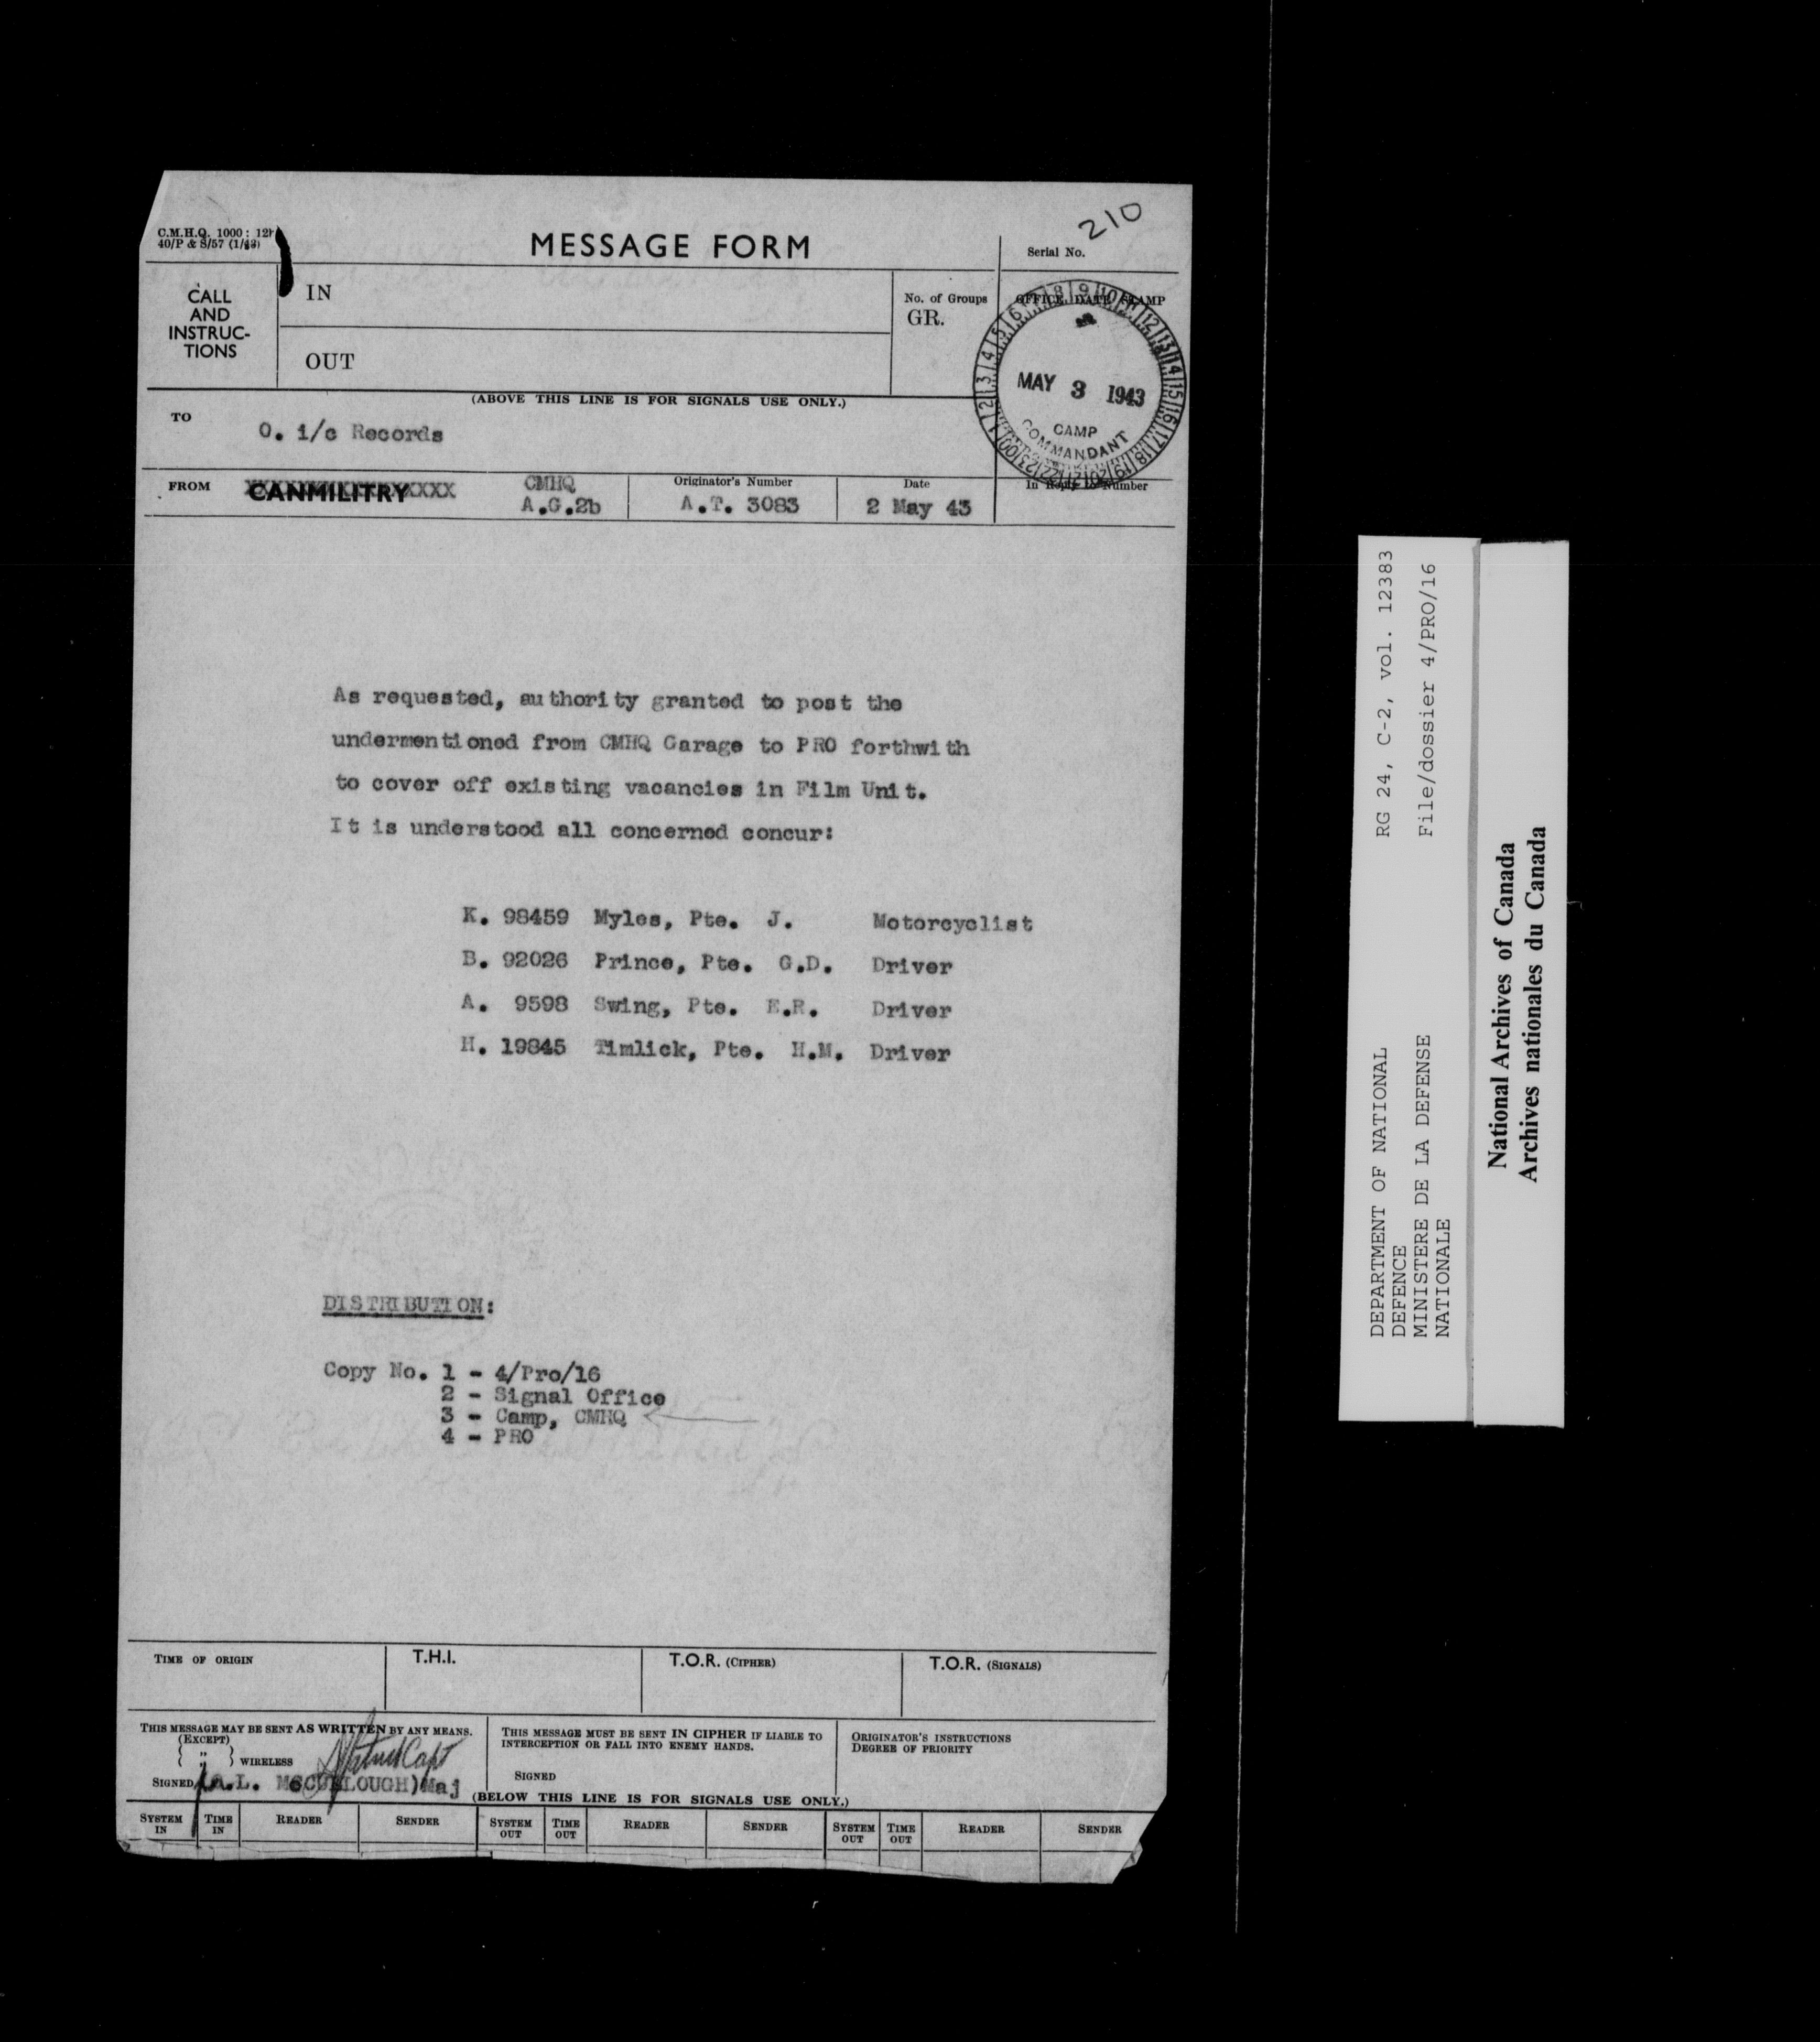 C.M.H.Q. 1000: 12
40/P & S/57 (1/43)
MESSAGE FORM
Serial No.
210
CALL
AND
INSTRUC-
TIONS
IN
OUT
No. of Groups
GR.
OFFICE DATE STAMP
MAY 3 1943
CAMP
COMMANDANT
(ABOVE THIS LINE IS FOR SIGNALS USE ONLY.)
TO
O. i/c Records
FROM
CANMILITRY
CMHQ
A.G.2b
Originator's Number
A.T. 3083
Date
2 May 43
In Reply to Number
As requested, authority granted to post the
undermentioned from CMHQ Garage to PRO forthwith
to cover off existing vacancies in Film Unit.
It is understood all concerned concur:
K. 98459 Myles, Pte. J. Motorcyclist
B. 92026 Prince, Pte. G.D. Driver
A. 9598 Swing, Pte. E.R. Driver
H. 19845 Timlick, Pte. H.M. Driver
DISTRIBUTION:
Copy No. 1 - 4/Pro/16
2 - Signal Office
3 - Camp, CMHQ
4 - PRO
TIME OF ORIGIN
T.H.I.
T.O.R. (CIPHER)
T.O.R. (SIGNALS)
THIS MESSAGE MAY BE SENT AS WRITTEN BY ANY MEANS.
(EXCEPT)
( „ ) WIRELESS
Capt
SIGNED (A.L. McCULLOUGH) Maj
THIS MESSAGE MUST BE SENT IN CIPHER IF LIABLE TO
INTERCEPTION OR FALL INTO ENEMY HANDS.
SIGNED
ORIGINATOR'S INSTRUCTIONS
DEGREE OF PRIORITY
(BELOW THIS LINE IS FOR SIGNALS USE ONLY.)
SYSTEM IN
TIME IN
READER
SENDER
SYSTEM OUT
TIME OUT
READER
SENDER
SYSTEM OUT
TIME OUT
READER
SENDER
DEPARTMENT OF NATIONAL
DEFENCE
MINISTERE DE LA DEFENSE
NATIONALE
RG 24, C-2, vol. 12383
File/dossier 4/PRO/16
National Archives of Canada
Archives nationales du Canada